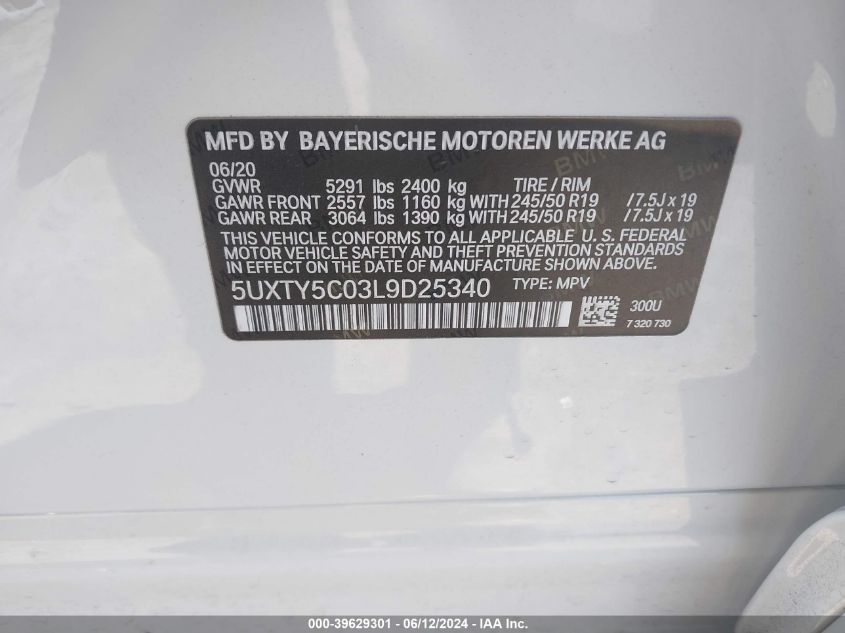 MFD BY BAYERISCHE MOTOREN WERKE AG
06/20
GVWR 5291 lbs 2400 kg TIRE / RIM
GAWR FRONT 2557 lbs 1160 kg WITH 245/50 R19 /7.5J x 19
GAWR REAR 3064 lbs 1390 kg WITH 245/50 R19 /7.5J x 19
THIS VEHICLE CONFORMS TO ALL APPLICABLE U. S. FEDERAL
MOTOR VEHICLE SAFETY AND THEFT PREVENTION STANDARDS
IN EFFECT ON THE DATE OF MANUFACTURE SHOWN ABOVE.
5UXTY5C03L9D25340 TYPE: MPV
300U
7 320 730
000-39629301 - 06/12/2024 - IAA Inc.